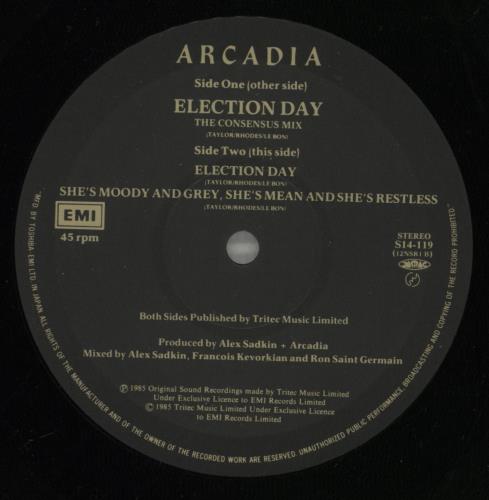 ARCADIA
Side One (other side)
ELECTION DAY
THE CONSENSUS MIX
(TAYLOR/RHODES/LE BON)
Side Two (this side)
ELECTION DAY
(TAYLOR/RHODES/LE BON)
SHE'S MOODY AND GREY, SHE'S MEAN AND SHE'S RESTLESS
(TAYLOR/RHODES/LE BON)
EMI
45 rpm
STEREO
S14-119
(12NSR1 B)
JASRAC
Both Sides Published by Tritec Music Limited
Produced by Alex Sadkin + Arcadia
Mixed by Alex Sadkin, Francois Kevorkian and Ron Saint Germain
℗ 1985 Original Sound Recordings made by Tritec Music Limited
Under Exclusive Licence to EMI Records Limited
© 1985 Tritec Music Limited Under Exclusive Licence
to EMI Records Limited
M'F'D BY TOSHIBA EMI LTD. IN JAPAN ALL RIGHTS OF THE MANUFACTURER AND OF THE OWNER OF THE RECORDED WORK ARE RESERVED. UNAUTHORIZED PUBLIC PERFORMANCE, BROADCASTING AND COPYING OF THE RECORD PROHIBITED.